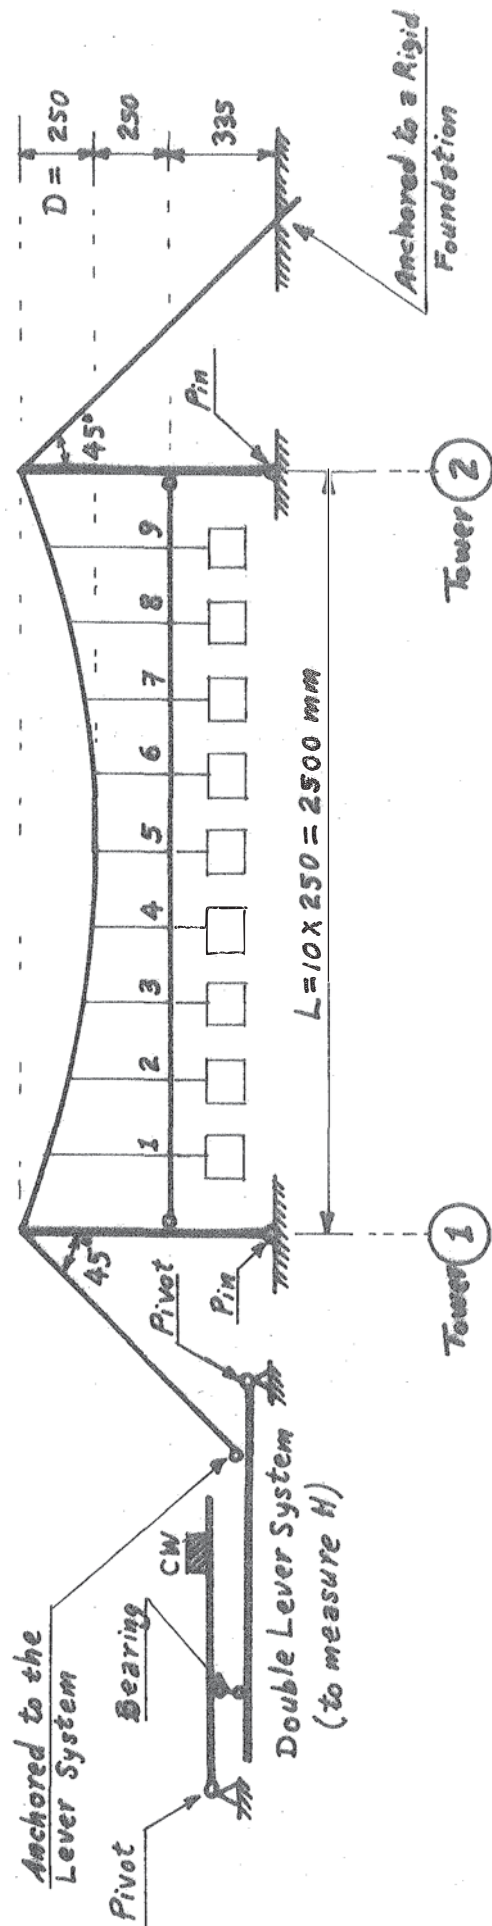 Anchored to the
Lever System
Pivot
Bearing
CW
Double Lever System
(to measure H)
Pivot
Pin
45°
Tower 1
1 2 3 4 5 6 7 8 9
L = 10 × 250 = 2500 mm
45°
Pin
Tower 2
D = 250
250
335
Anchored to a Rigid
Foundation